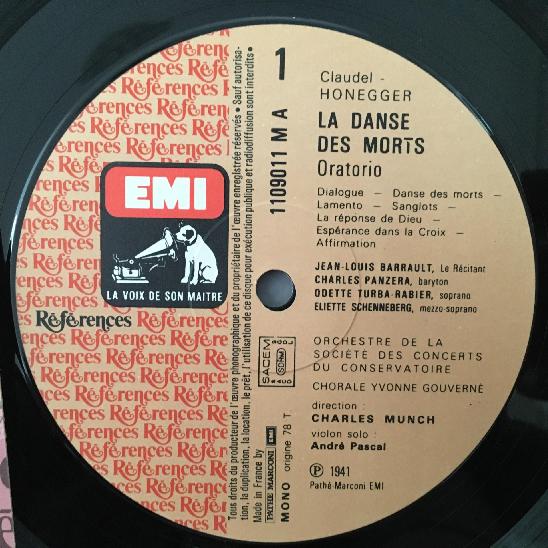 Références
EMI
LA VOIX DE SON MAITRE
Références
Tous droits du producteur de l'œuvre phonographique et du propriétaire de l'œuvre enregistrée réservés • Sauf autorisa-
tion, la duplication, la location, le prêt, l'utilisation de ce disque pour exécution publique et radiodiffusion sont interdits •
Made in France by
PATHE MARCONI EMI
MONO origine 78 T
SACEM
1109011 M A
1
Claudel -
HONEGGER
LA DANSE
DES MORTS
Oratorio
Dialogue – Danse des morts –
Lamento – Sanglots –
La réponse de Dieu –
Espérance dans la Croix –
Affirmation
JEAN-LOUIS BARRAULT, Le Récitant
CHARLES PANZERA, baryton
ODETTE TURBA-RABIER, soprano
ELIETTE SCHENNEBERG, mezzo-soprano
ORCHESTRE DE LA
SOCIÉTÉ DES CONCERTS
DU CONSERVATOIRE
CHORALE YVONNE GOUVERNÉ
direction :
CHARLES MUNCH
violon solo :
André Pascal
Ⓟ 1941
Pathé-Marconi EMI